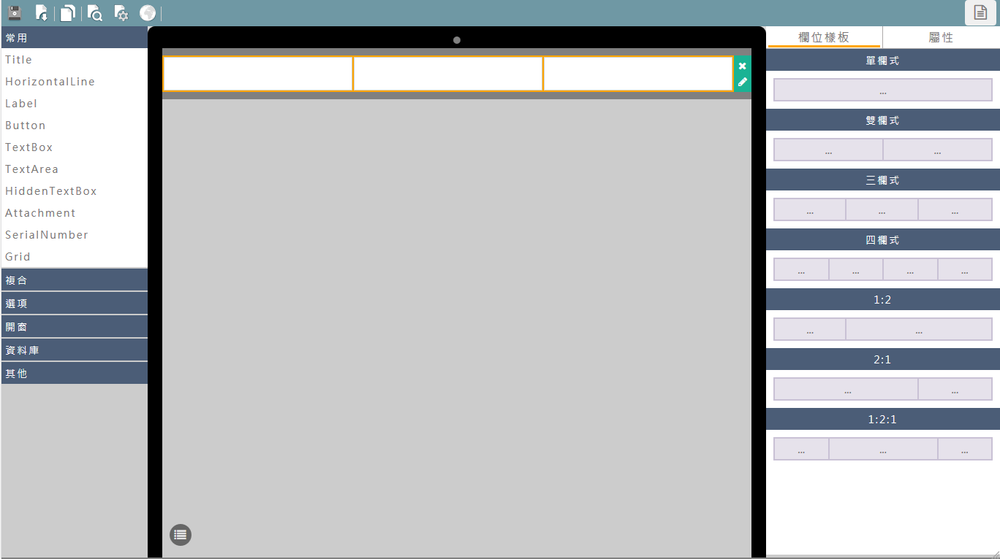 常用
Title
HorizontalLine
Label
Button
TextBox
TextArea
HiddenTextBox
Attachment
SerialNumber
Grid
複合
選項
開窗
資料庫
其他
欄位樣板 屬性
單欄式
...
雙欄式
... ...
三欄式
... ... ...
四欄式
... ... ... ...
1:2
... ...
2:1
... ...
1:2:1
... ... ...